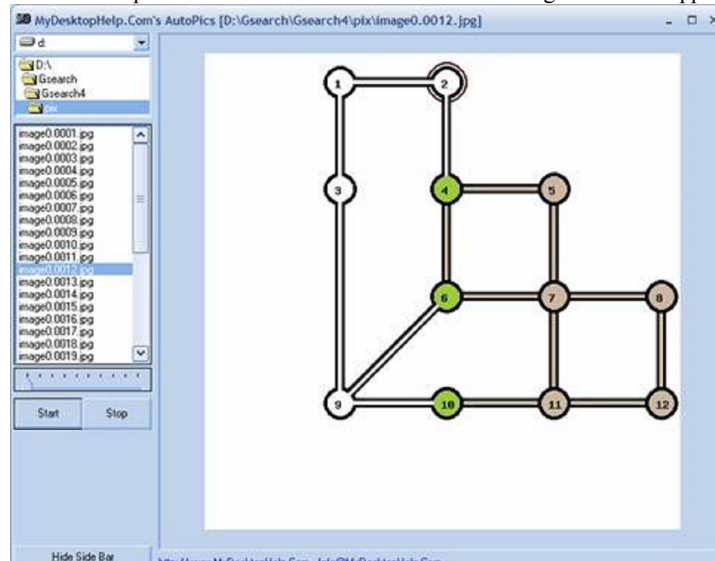 MyDesktopHelp.Com's AutoPics [D:\Gsearch\Gsearch4\pix\image0.0012.jpg]
d:
D:\
Gsearch
Gsearch4
pix
image0.0001.jpg
image0.0002.jpg
image0.0003.jpg
image0.0004.jpg
image0.0005.jpg
image0.0006.jpg
image0.0007.jpg
image0.0008.jpg
image0.0009.jpg
image0.0010.jpg
image0.0011.jpg
image0.0012.jpg
image0.0013.jpg
image0.0014.jpg
image0.0015.jpg
image0.0016.jpg
image0.0017.jpg
image0.0018.jpg
image0.0019.jpg
Start Stop
Hide Side Bar
1 2
3 4 5
6 7 8
9 10 11 12